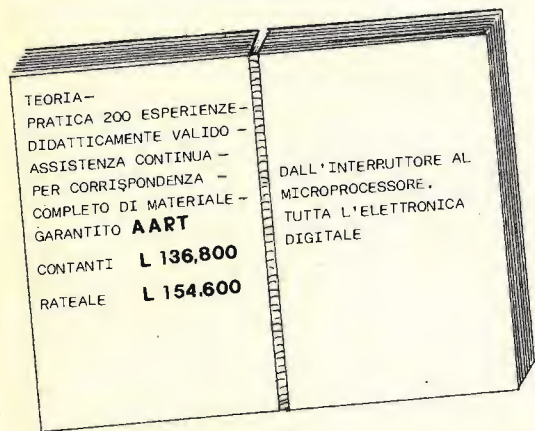 TEORIA—
PRATICA 200 ESPERIENZE—
DIDATTICAMENTE VALIDO —
ASSISTENZA CONTINUA —
PER CORRISPONDENZA —
COMPLETO DI MATERIALE—
GARANTITO AART
CONTANTI L 136,800
RATEALE L 154.600
DALL'INTERRUTTORE AL
MICROPROCESSORE.
TUTTA L'ELETTRONICA
DIGITALE